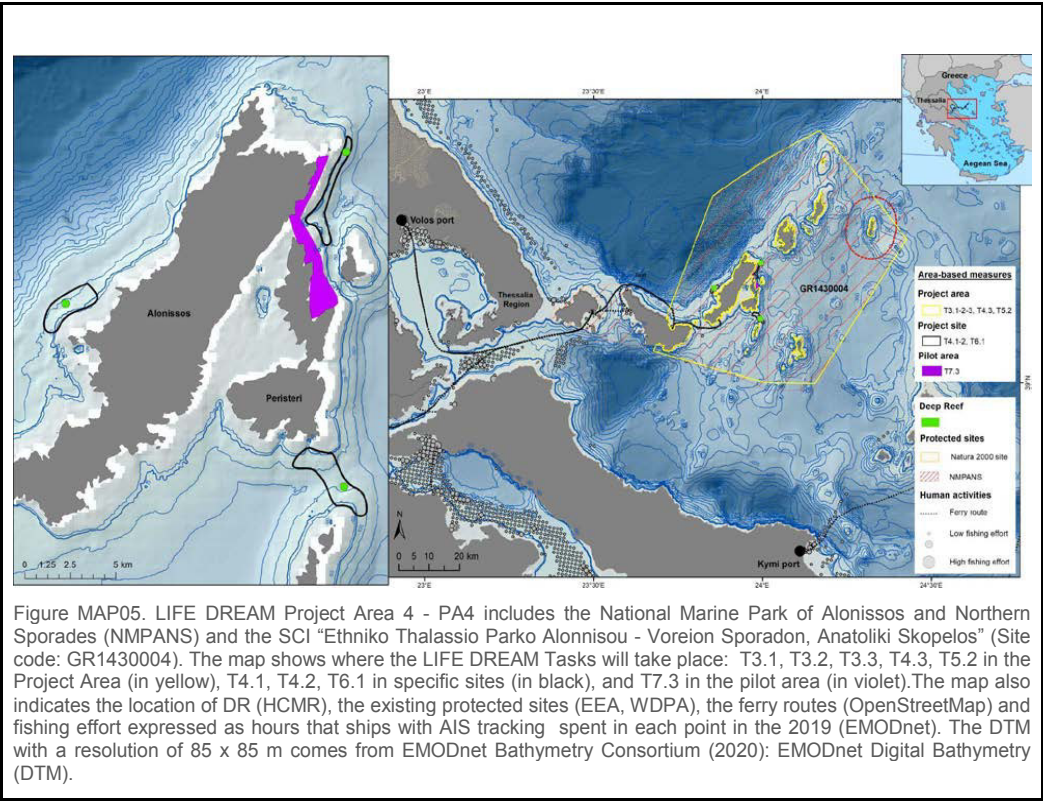 Greece
Thessalia
Aegean Sea
23°E
23°30'E
24°E
Volos port
Thessalia
Region
GR1430004
Alonissos
Peristeri
Kymi port
39°N
Area-based measures
Project area
T3.1-2-3, T4.3, T5.2
Project site
T4.1-2, T6.1
Pilot area
T7.3
Deep Reef
Protected sites
Natura 2000 site
NMPANS
Human activities
Ferry route
Low fishing effort
High fishing effort
0 1.25 2.5 5 km
N
0 5 10 20 km
23°E
23°30'E
24°E
24°30'E
Figure MAP05. LIFE DREAM Project Area 4 - PA4 includes the National Marine Park of Alonissos and Northern
Sporades (NMPANS) and the SCI “Ethniko Thalassio Parko Alonnisou - Voreion Sporadon, Anatoliki Skopelos” (Site
code: GR1430004). The map shows where the LIFE DREAM Tasks will take place: T3.1, T3.2, T3.3, T4.3, T5.2 in the
Project Area (in yellow), T4.1, T4.2, T6.1 in specific sites (in black), and T7.3 in the pilot area (in violet).The map also
indicates the location of DR (HCMR), the existing protected sites (EEA, WDPA), the ferry routes (OpenStreetMap) and
fishing effort expressed as hours that ships with AIS tracking spent in each point in the 2019 (EMODnet). The DTM
with a resolution of 85 x 85 m comes from EMODnet Bathymetry Consortium (2020): EMODnet Digital Bathymetry
(DTM).